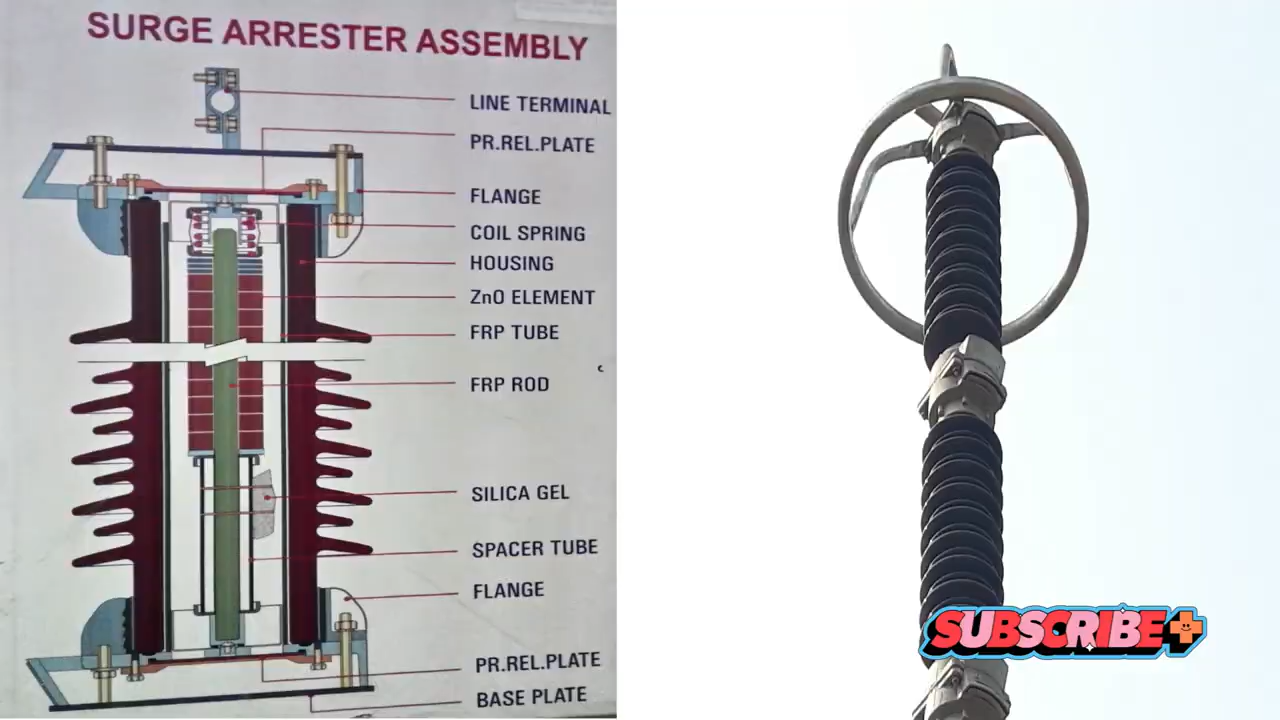 SURGE ARRESTER ASSEMBLY
LINE TERMINAL
PR.REL.PLATE
FLANGE
COIL SPRING
HOUSING
ZnO ELEMENT
FRP TUBE
FRP ROD
SILICA GEL
SPACER TUBE
FLANGE
PR.REL.PLATE
BASE PLATE
SUBSCRIBE